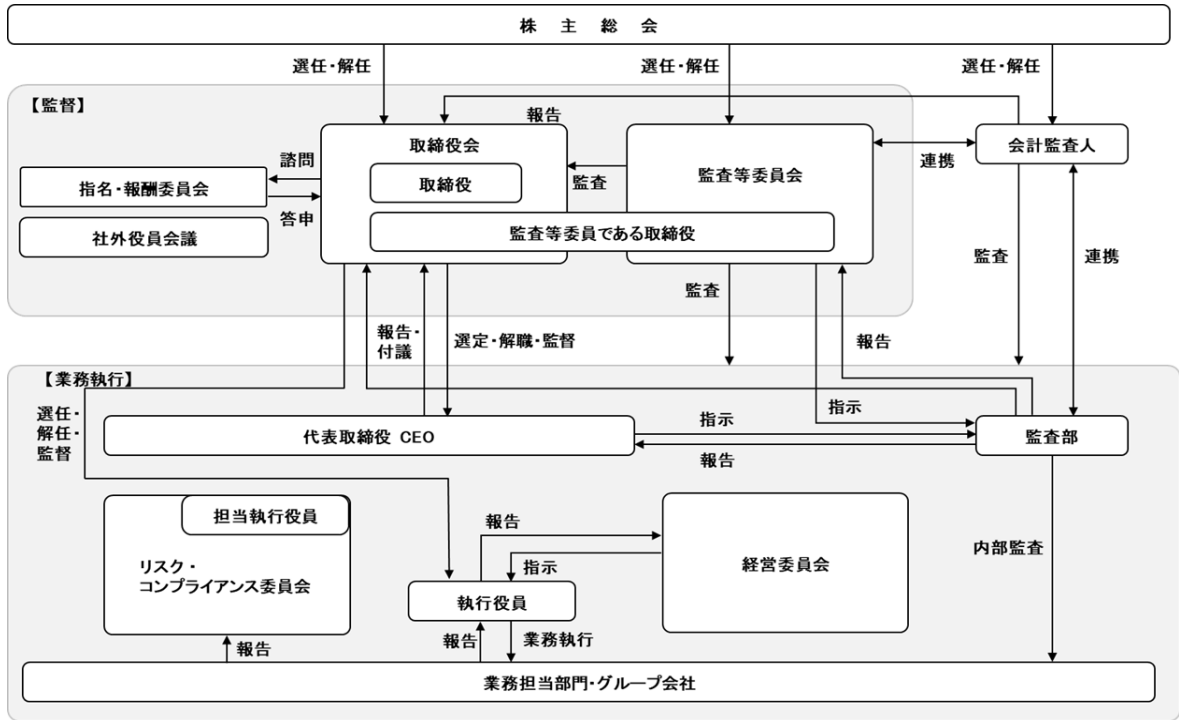 株主総会
選任・解任
選任・解任
選任・解任
【監督】
報告
取締役会
取締役
監査等委員会
監査等委員である取締役
監査
会計監査人
連携
諮問
指名・報酬委員会
答申
社外役員会議
監査
監査
連携
報告・
付議
選定・解職・監督
報告
【業務執行】
選任・
解任・
監督
代表取締役 CEO
指示
指示
報告
監査部
担当執行役員
リスク・
コンプライアンス委員会
報告
指示
経営委員会
内部監査
執行役員
報告
報告
業務執行
業務担当部門・グループ会社